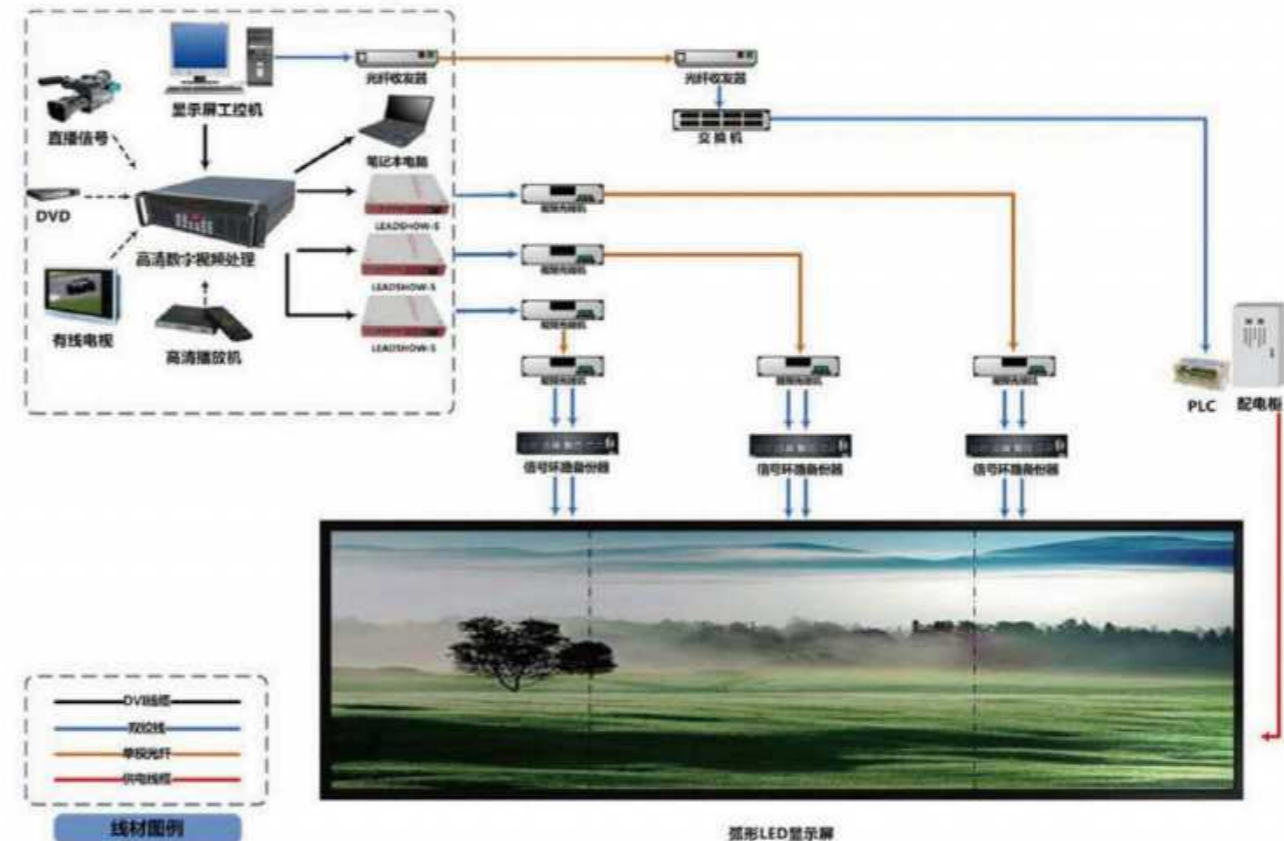 光纤收发器
光纤收发器
显示屏工控机
直播信号
交换机
笔记本电脑
DVD
LEADSHOW-S
高清数字视频处理
LEADSHOW-S
有线电视
高清播放机
LEADSHOW-S
PLC
配电柜
信号环路备份器
信号环路备份器
信号环路备份器
DVI线缆
双绞线
单模光纤
供电线缆
线材图例
弧形LED显示屏